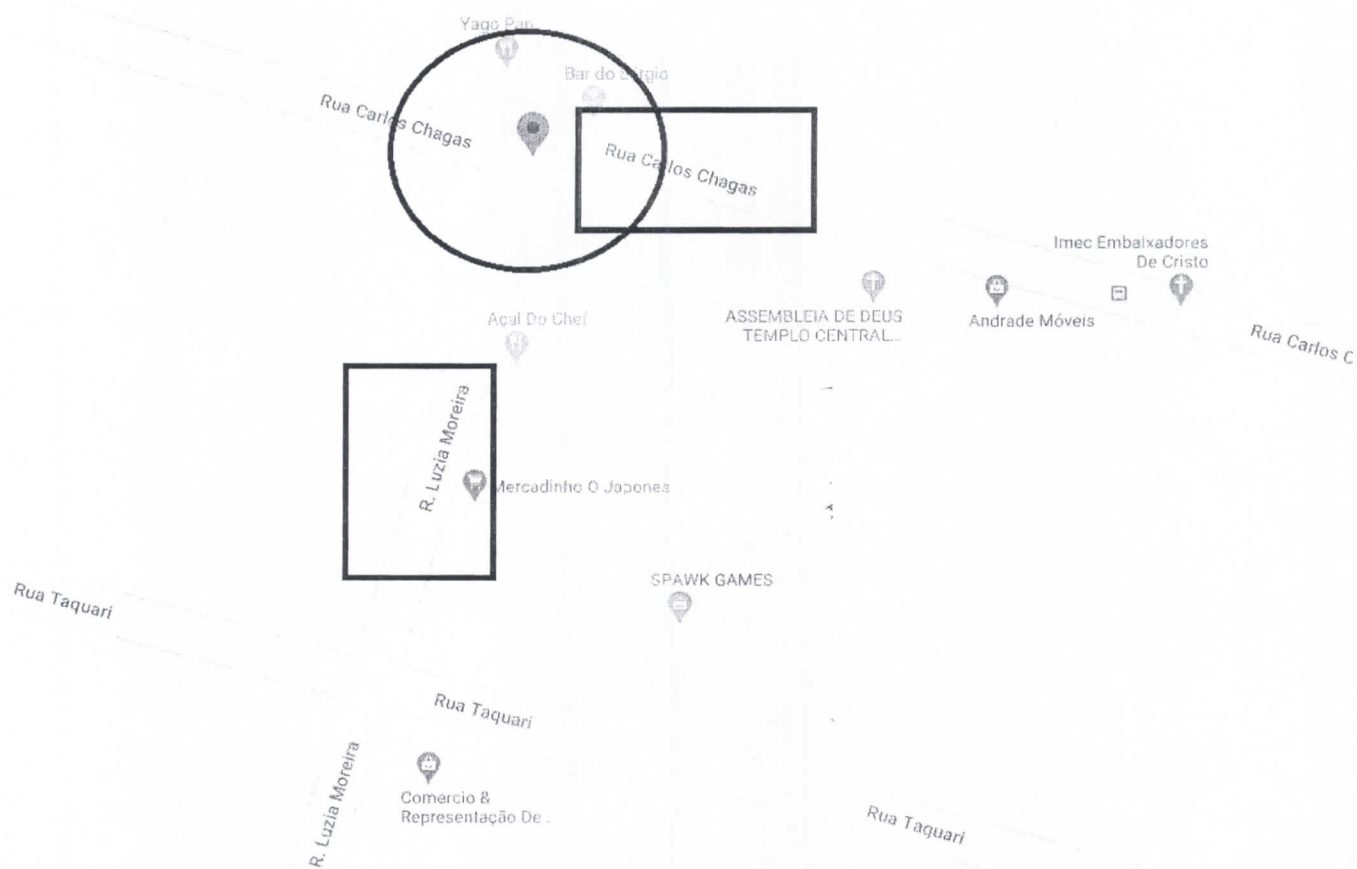 Yago Pan
Bar do Sérgio
Rua Carlos Chagas
Rua Carlos Chagas
Imec Embaixadores
De Cristo
Açaí Do Chef
ASSEMBLEIA DE DEUS
TEMPLO CENTRAL...
Andrade Móveis
Rua Carlos C
R. Luzia Moreira
Mercadinho O Japones
SPAWK GAMES
Rua Taquari
Rua Taquari
R. Luzia Moreira
Comercio &
Representação De .
Rua Taquari